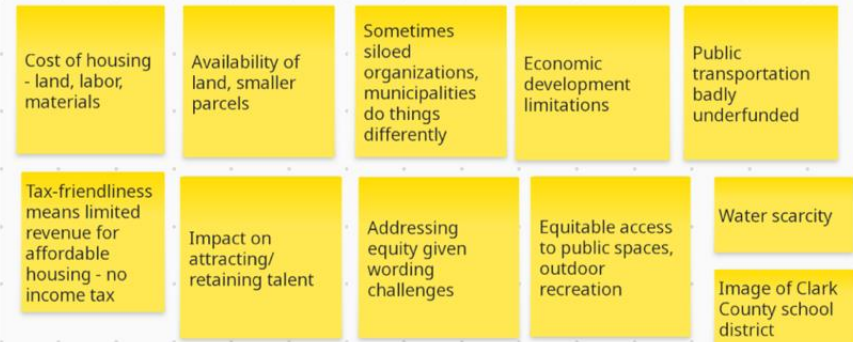 Cost of housing
- land, labor,
materials
Availability of
land, smaller
parcels
Sometimes
siloed
organizations,
municipalities
do things
differently
Economic
development
limitations
Public
transportation
badly
underfunded
Tax-friendliness
means limited
revenue for
affordable
housing - no
income tax
Impact on
attracting/
retaining talent
Addressing
equity given
wording
challenges
Equitable access
to public spaces,
outdoor
recreation
Water scarcity
Image of Clark
County school
district